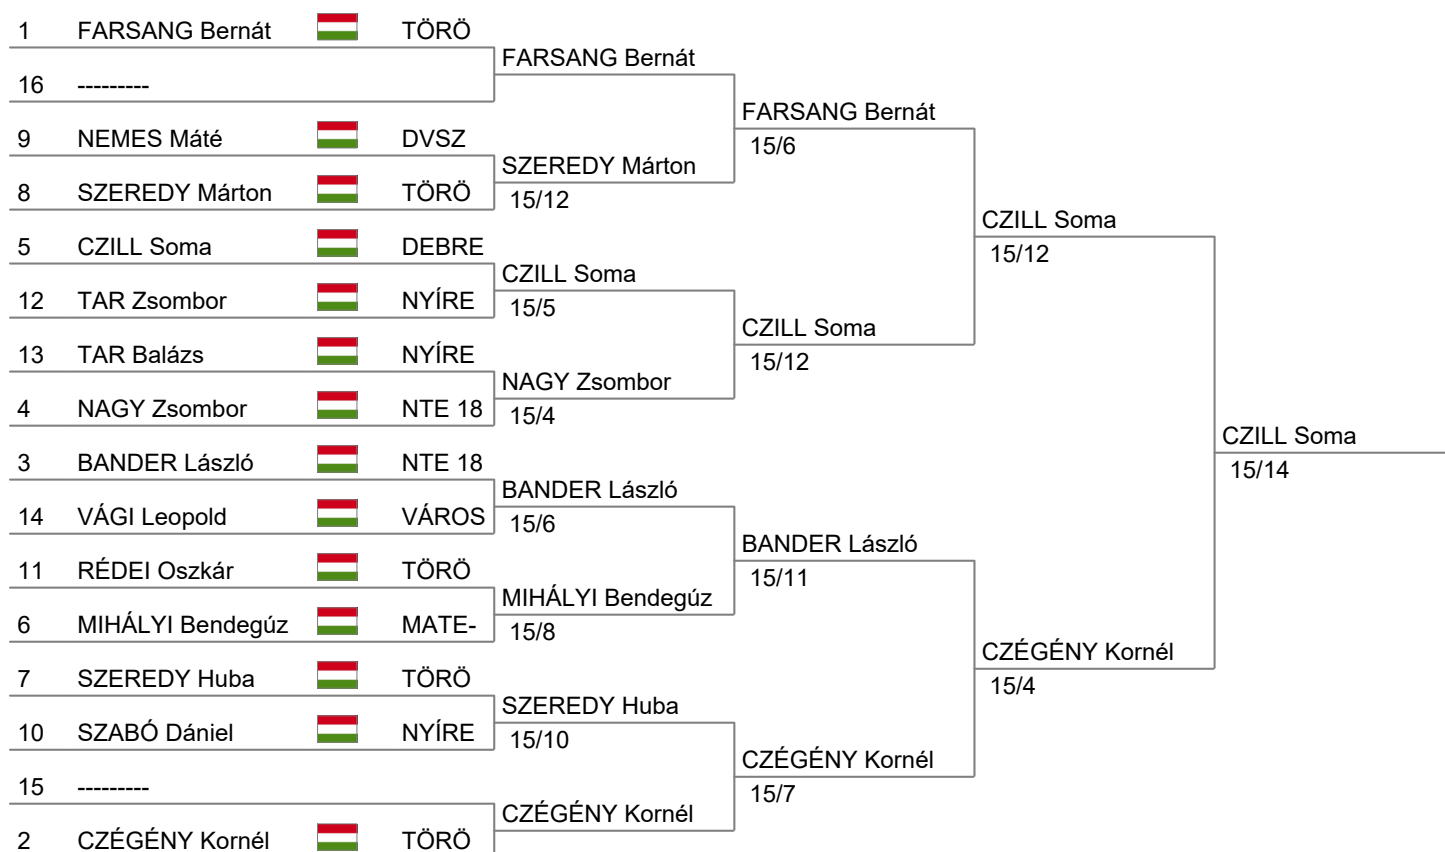 1 FARSANG Bernát TÖRÖ
16 ---------
9 NEMES Máté DVSZ
8 SZEREDY Márton TÖRÖ
5 CZILL Soma DEBRE
12 TAR Zsombor NYÍRE
13 TAR Balázs NYÍRE
4 NAGY Zsombor NTE 18
3 BANDER László NTE 18
14 VÁGI Leopold VÁROS
11 RÉDEI Oszkár TÖRÖ
6 MIHÁLYI Bendegúz MATE-
7 SZEREDY Huba TÖRÖ
10 SZABÓ Dániel NYÍRE
15 ---------
2 CZÉGÉNY Kornél TÖRÖ
FARSANG Bernát
SZEREDY Márton
15/12
CZILL Soma
15/5
NAGY Zsombor
15/4
BANDER László
15/6
MIHÁLYI Bendegúz
15/8
SZEREDY Huba
15/10
CZÉGÉNY Kornél
FARSANG Bernát
15/6
CZILL Soma
15/12
BANDER László
15/11
CZÉGÉNY Kornél
15/7
CZILL Soma
15/12
CZÉGÉNY Kornél
15/4
CZILL Soma
15/14